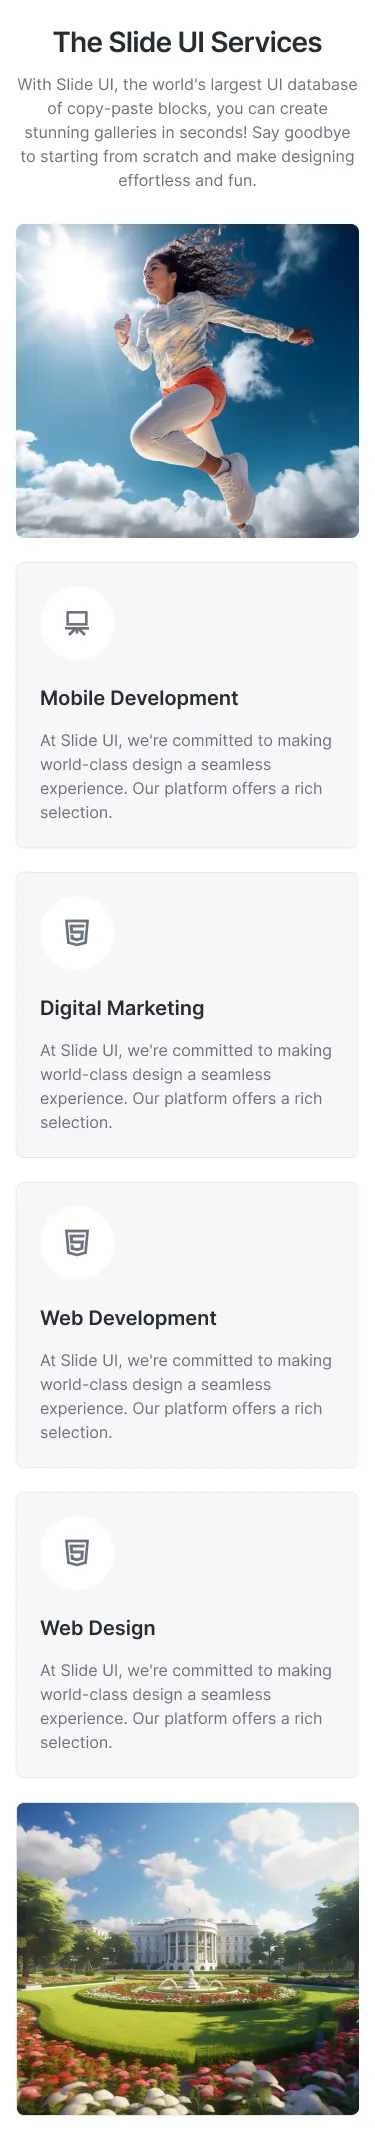 The Slide UI Services
With Slide UI, the world's largest UI database
of copy-paste blocks, you can create
stunning galleries in seconds! Say goodbye
to starting from scratch and make designing
effortless and fun.
Mobile Development
At Slide UI, we're committed to making
world-class design a seamless
experience. Our platform offers a rich
selection.
Digital Marketing
At Slide UI, we're committed to making
world-class design a seamless
experience. Our platform offers a rich
selection.
Web Development
At Slide UI, we're committed to making
world-class design a seamless
experience. Our platform offers a rich
selection.
Web Design
At Slide UI, we're committed to making
world-class design a seamless
experience. Our platform offers a rich
selection.